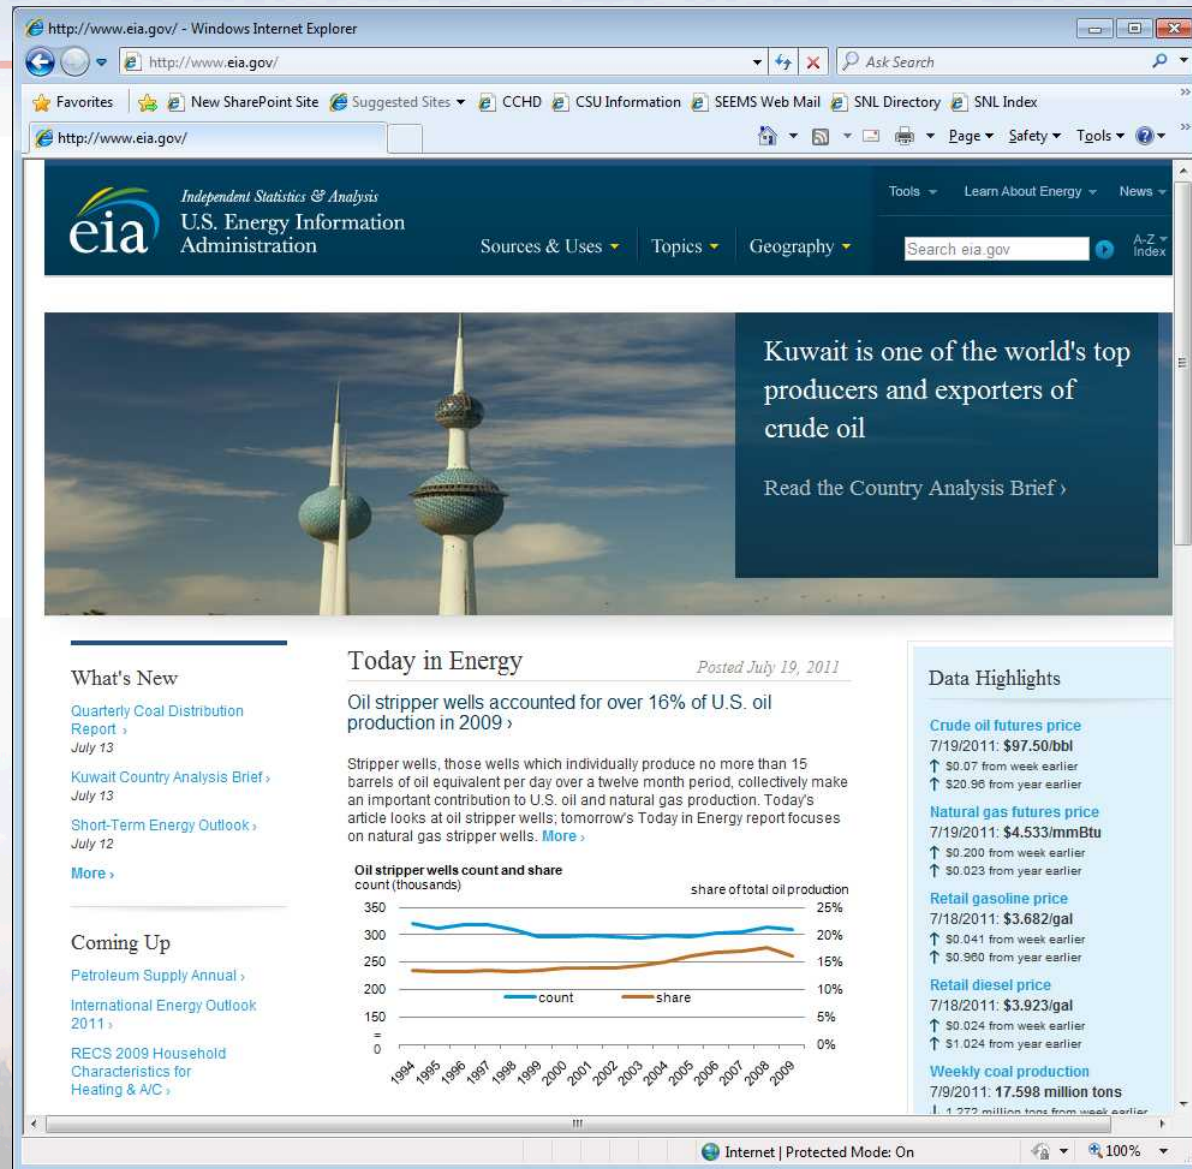 http://www.eia.gov/ - Windows Internet Explorer
http://www.eia.gov/
Ask Search
Favorites
New SharePoint Site
Suggested Sites
CCHD
CSU Information
SEEMS Web Mail
SNL Directory
SNL Index
http://www.eia.gov/
Page
Safety
Tools
eia
Independent Statistics & Analysis
U.S. Energy Information
Administration
Sources & Uses
Topics
Geography
Tools
Learn About Energy
News
Search eia.gov
A-Z
Index
Kuwait is one of the world's top
producers and exporters of
crude oil
Read the Country Analysis Brief ›
What's New
Quarterly Coal Distribution
Report ›
July 13
Kuwait Country Analysis Brief ›
July 13
Short-Term Energy Outlook ›
July 12
More ›
Coming Up
Petroleum Supply Annual ›
International Energy Outlook
2011 ›
RECS 2009 Household
Characteristics for
Heating & A/C ›
Today in Energy
Posted July 19, 2011
Oil stripper wells accounted for over 16% of U.S. oil
production in 2009 ›
Stripper wells, those wells which individually produce no more than 15
barrels of oil equivalent per day over a twelve month period, collectively make
an important contribution to U.S. oil and natural gas production. Today's
article looks at oil stripper wells; tomorrow's Today in Energy report focuses
on natural gas stripper wells. More ›
Oil stripper wells count and share
count (thousands)
share of total oil production
350
300
250
200
150
=
0
25%
20%
15%
10%
5%
0%
count
share
1994
1995
1996
1997
1998
1999
2000
2001
2002
2003
2004
2005
2006
2007
2008
2009
Data Highlights
Crude oil futures price
7/19/2011: $97.50/bbl
↑ $0.07 from week earlier
↑ $20.96 from year earlier
Natural gas futures price
7/19/2011: $4.533/mmBtu
↑ $0.200 from week earlier
↑ $0.023 from year earlier
Retail gasoline price
7/18/2011: $3.682/gal
↑ $0.041 from week earlier
↑ $0.960 from year earlier
Retail diesel price
7/18/2011: $3.923/gal
↑ $0.024 from week earlier
↑ $1.024 from year earlier
Weekly coal production
7/9/2011: 17.598 million tons
↓ 1.272 million tons from week earlier
Internet | Protected Mode: On
100%